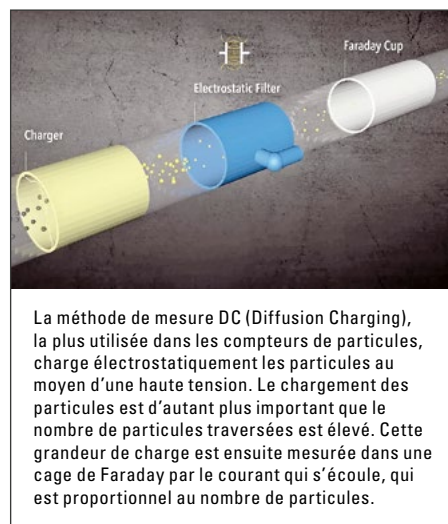 Faraday Cup
Electrostatic Filter
Charger
La méthode de mesure DC (Diffusion Charging),
la plus utilisée dans les compteurs de particules,
charge électrostatiquement les particules au
moyen d’une haute tension. Le chargement des
particules est d’autant plus important que le
nombre de particules traversées est élevé. Cette
grandeur de charge est ensuite mesurée dans une
cage de Faraday par le courant qui s’écoule, qui
est proportionnel au nombre de particules.